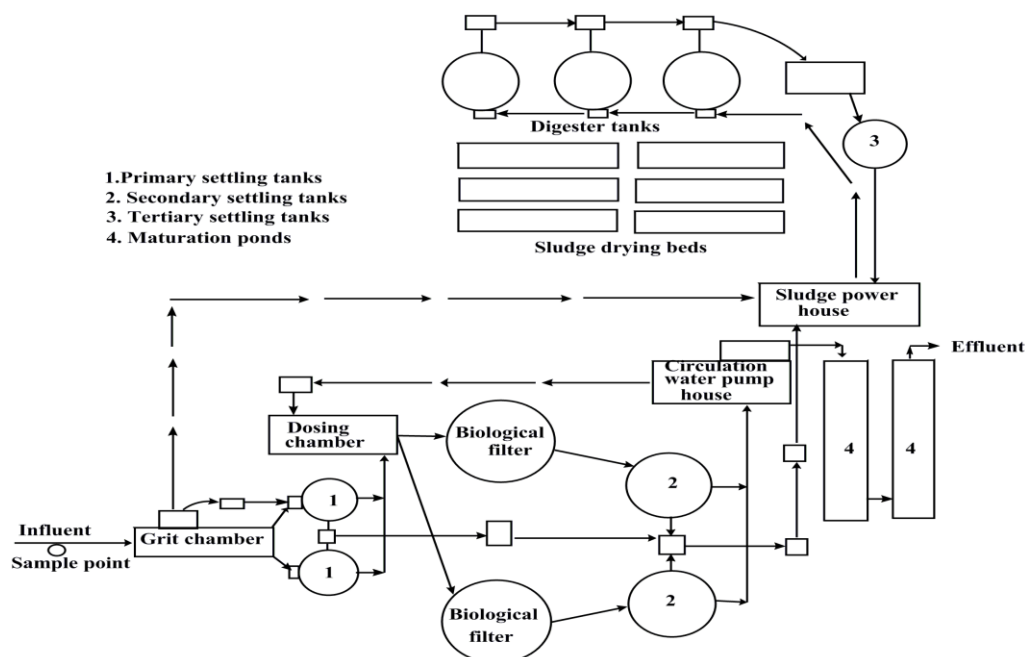 Digester tanks
3
1.Primary settling tanks
2. Secondary settling tanks
3. Tertiary settling tanks
4. Maturation ponds
Sludge drying beds
Sludge power
house
Effluent
Circulation
water pump
house
Dosing
chamber
Biological
filter
2
4
4
1
Influent
Grit chamber
Sample point
1
2
Biological
filter